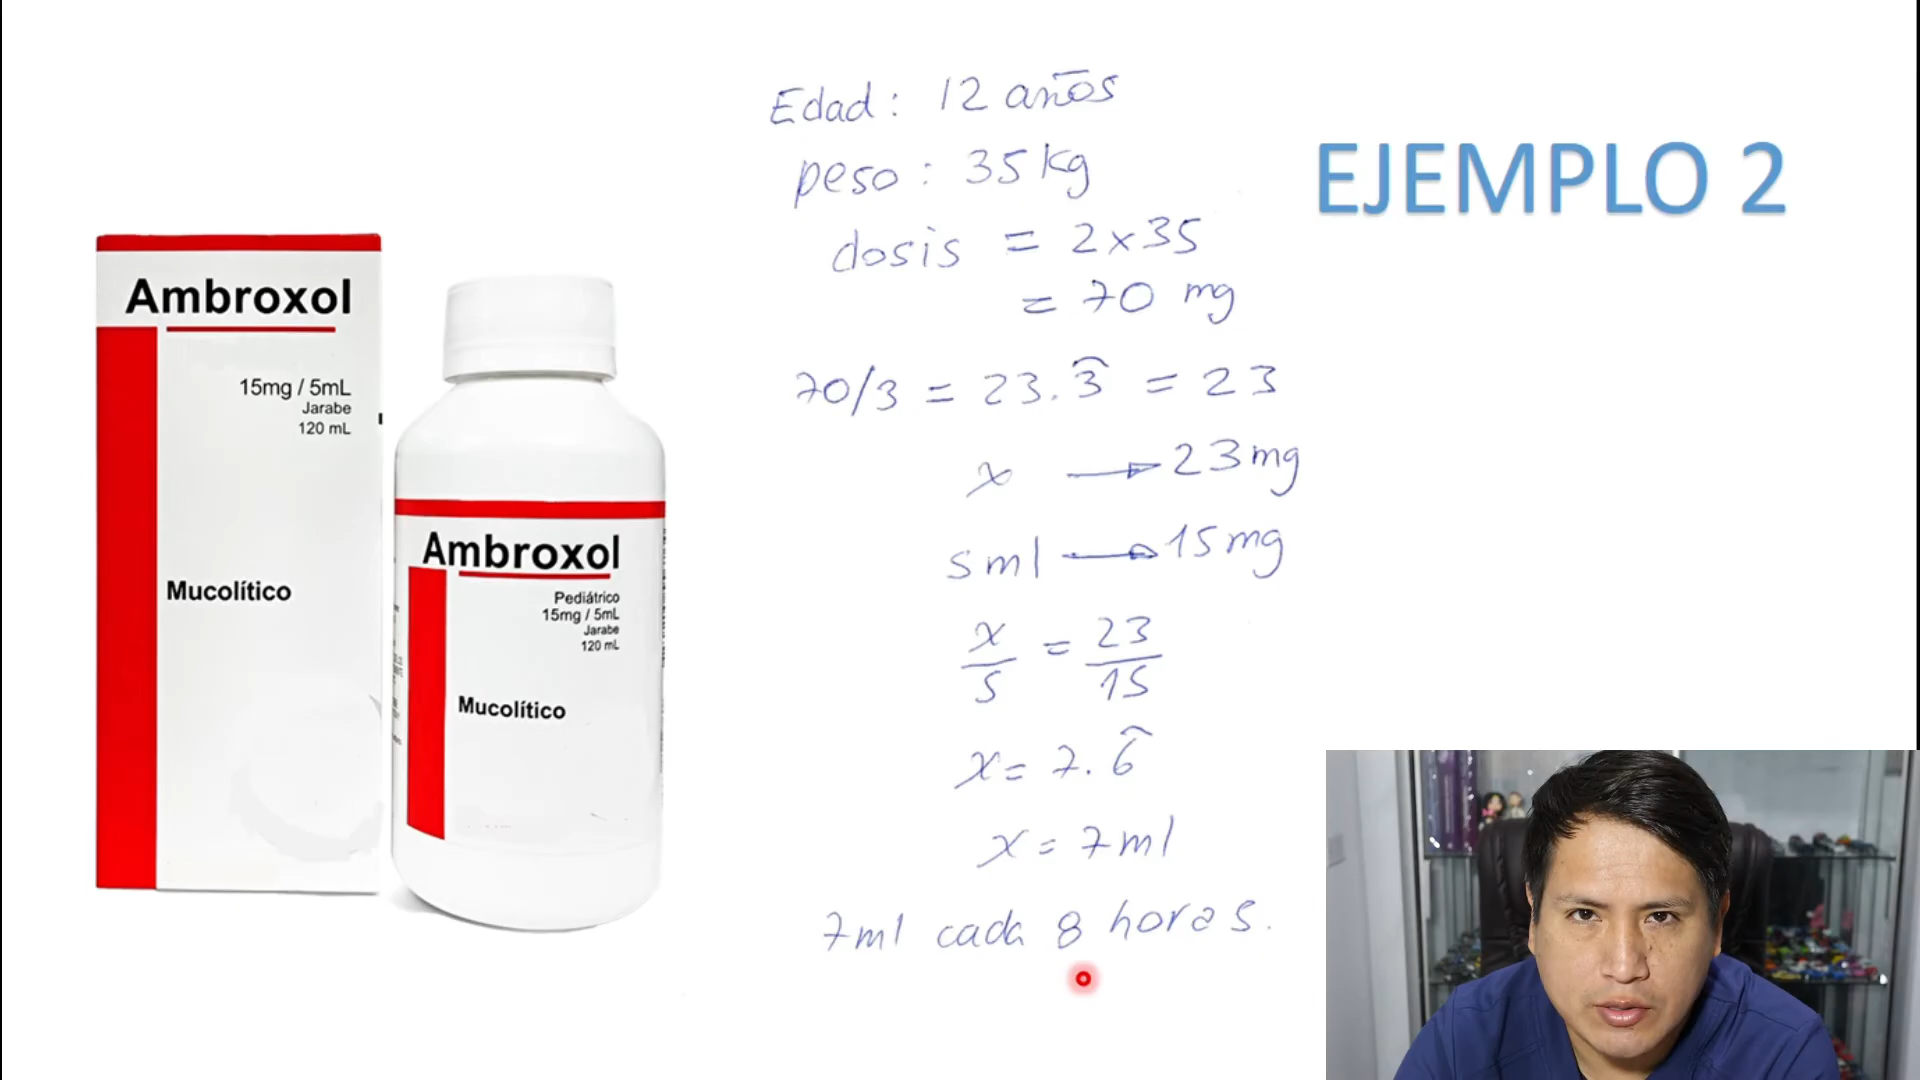 Edad: 12 años
peso: 35kg
dosis = 2x35
= 70 mg
70/3 = 23.3̂ = 23
x → 23mg
5ml → 15mg
x/5 = 23/15
x = 7.6̂
x = 7ml
7ml cada 8 horas.
EJEMPLO 2
Ambroxol
15mg / 5mL
Jarabe
120 mL
Mucolítico
Ambroxol
Pediátrico
15mg / 5mL
Jarabe
120 mL
Mucolítico